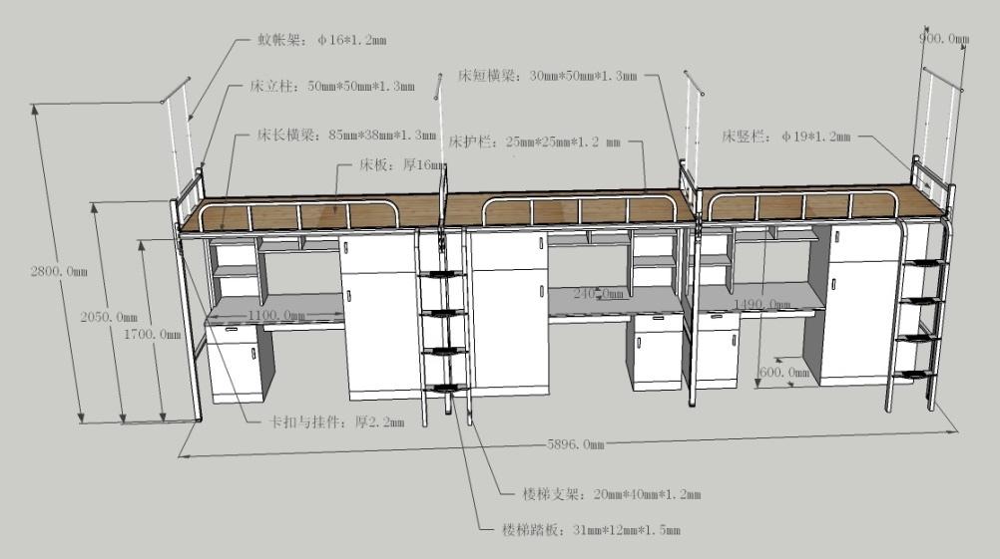 蚊帐架：φ16*1.2mm
900.0mm
床短横梁：30mm*50mm*1.3mm
床立柱：50mm*50mm*1.3mm
床长横梁：85mm*38mm*1.3mm
床护栏：25mm*25mm*1.2 mm
床竖栏：φ19*1.2mm
床板：厚16mm
2800.0mm
2050.0mm
1700.0mm
1100.0mm
240.0mm
1490.0mm
600.0mm
卡扣与挂件：厚2.2mm
5896.0mm
楼梯支架：20mm*40mm*1.2mm
楼梯踏板：31mm*12mm*1.5mm